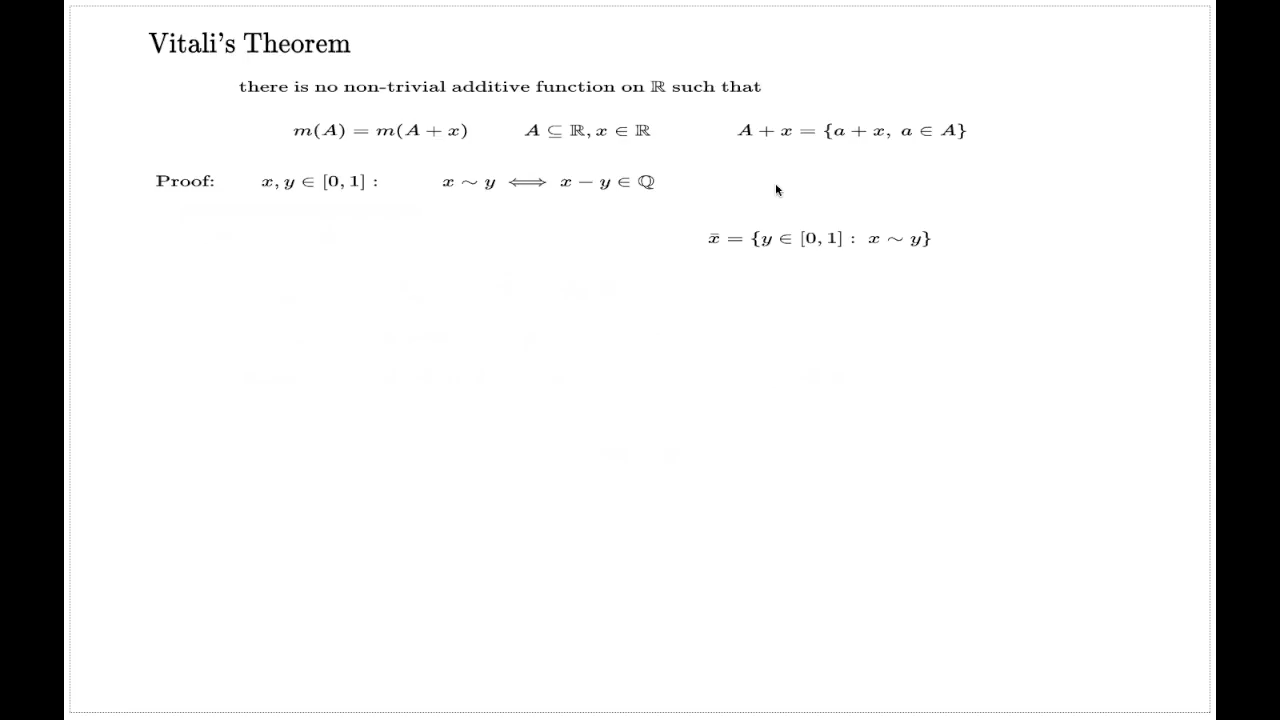 Vitali's Theorem
there is no non-trivial additive function on ℝ such that
m(A) = m(A + x) A ⊆ ℝ, x ∈ ℝ A + x = {a + x, a ∈ A}
Proof: x, y ∈ [0, 1] : x ∼ y ⟺ x − y ∈ ℚ
x̄ = {y ∈ [0, 1] : x ∼ y}